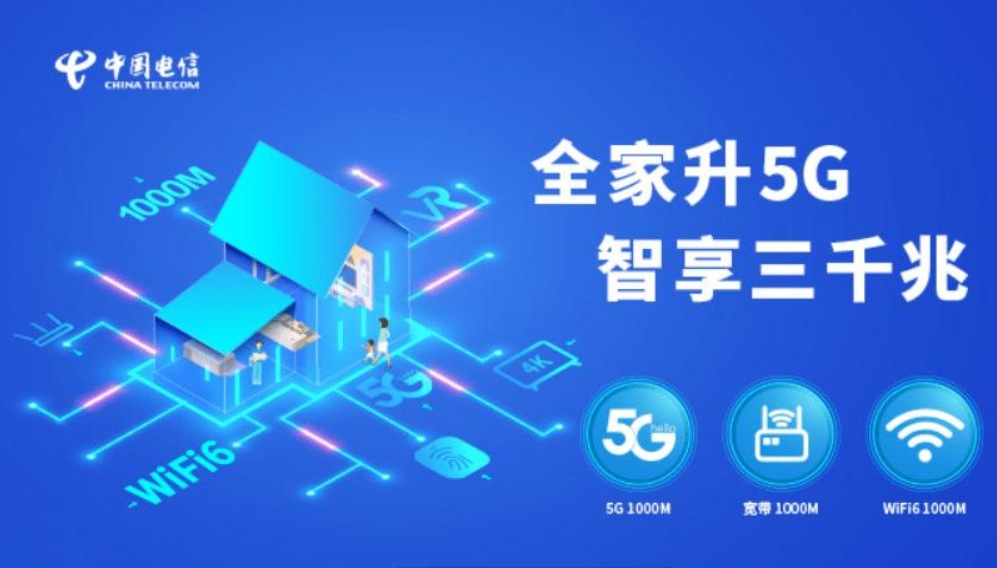 中国电信
CHINA TELECOM
全家升5G
智享三千兆
1000M
VR
4K
5G
WiFi6
5G hello
5G 1000M
宽带 1000M
WiFi6 1000M